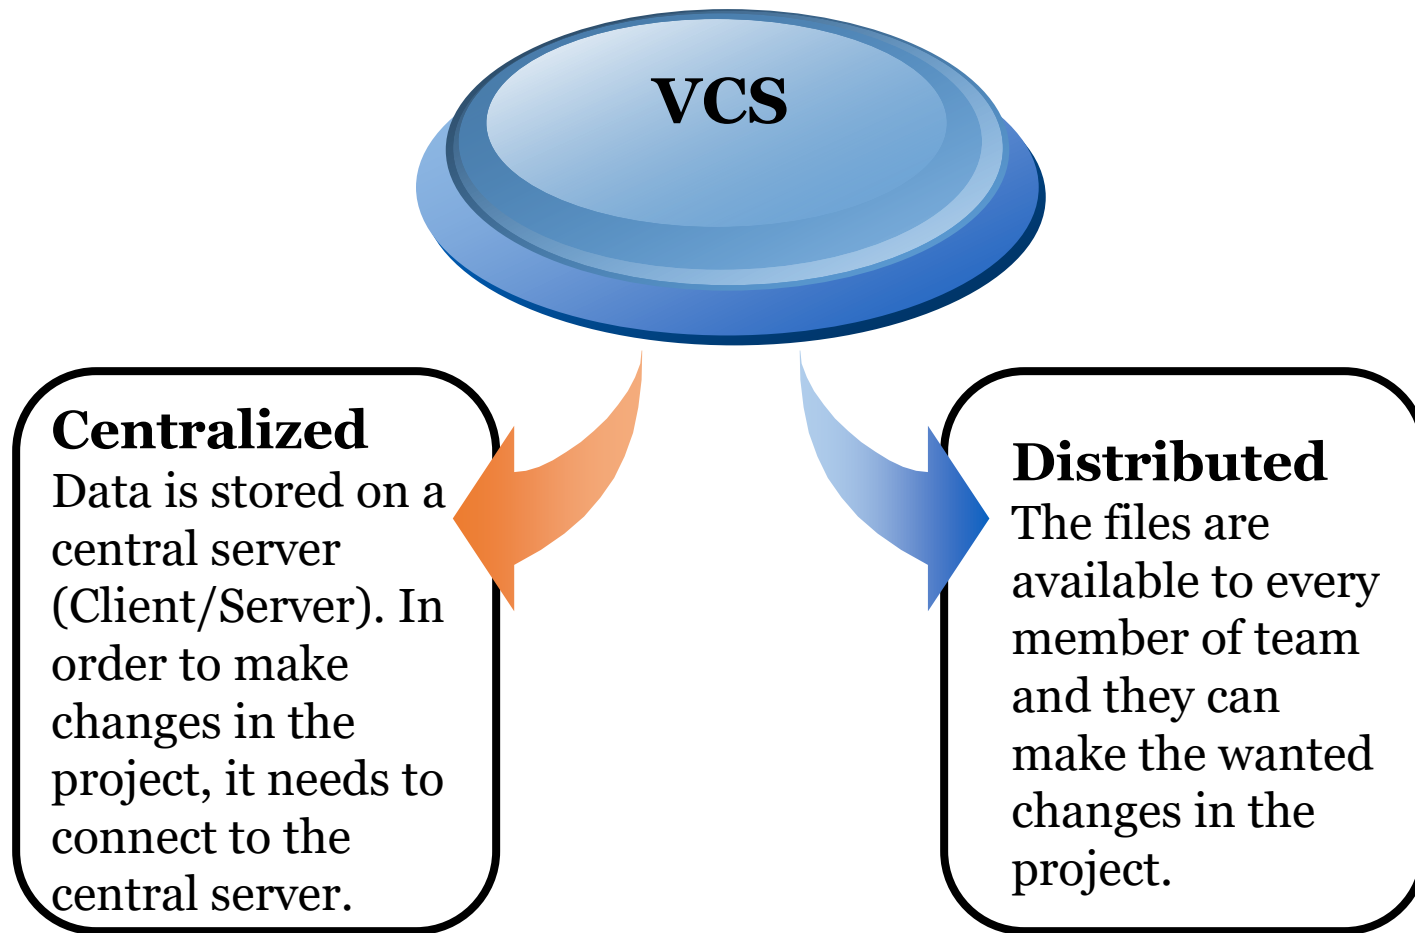 VCS
Centralized
Data is stored on a
central server
(Client/Server). In
order to make
changes in the
project, it needs to
connect to the
central server.
Distributed
The files are
available to every
member of team
and they can
make the wanted
changes in the
project.